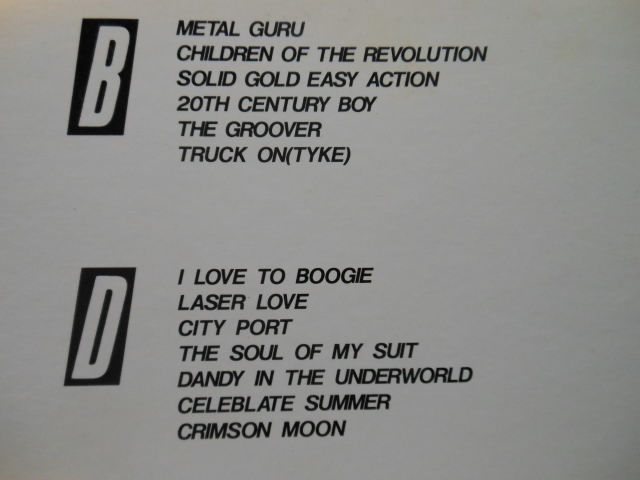 B
METAL GURU
CHILDREN OF THE REVOLUTION
SOLID GOLD EASY ACTION
20TH CENTURY BOY
THE GROOVER
TRUCK ON(TYKE)
D
I LOVE TO BOOGIE
LASER LOVE
CITY PORT
THE SOUL OF MY SUIT
DANDY IN THE UNDERWORLD
CELEBLATE SUMMER
CRIMSON MOON